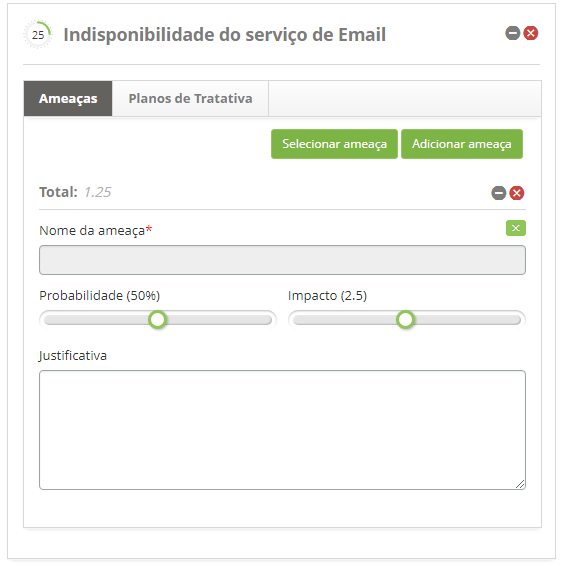 25
Indisponibilidade do serviço de Email
Ameaças Planos de Tratativa
Selecionar ameaça Adicionar ameaça
Total: 1.25
Nome da ameaça*
Probabilidade (50%) Impacto (2.5)
Justificativa